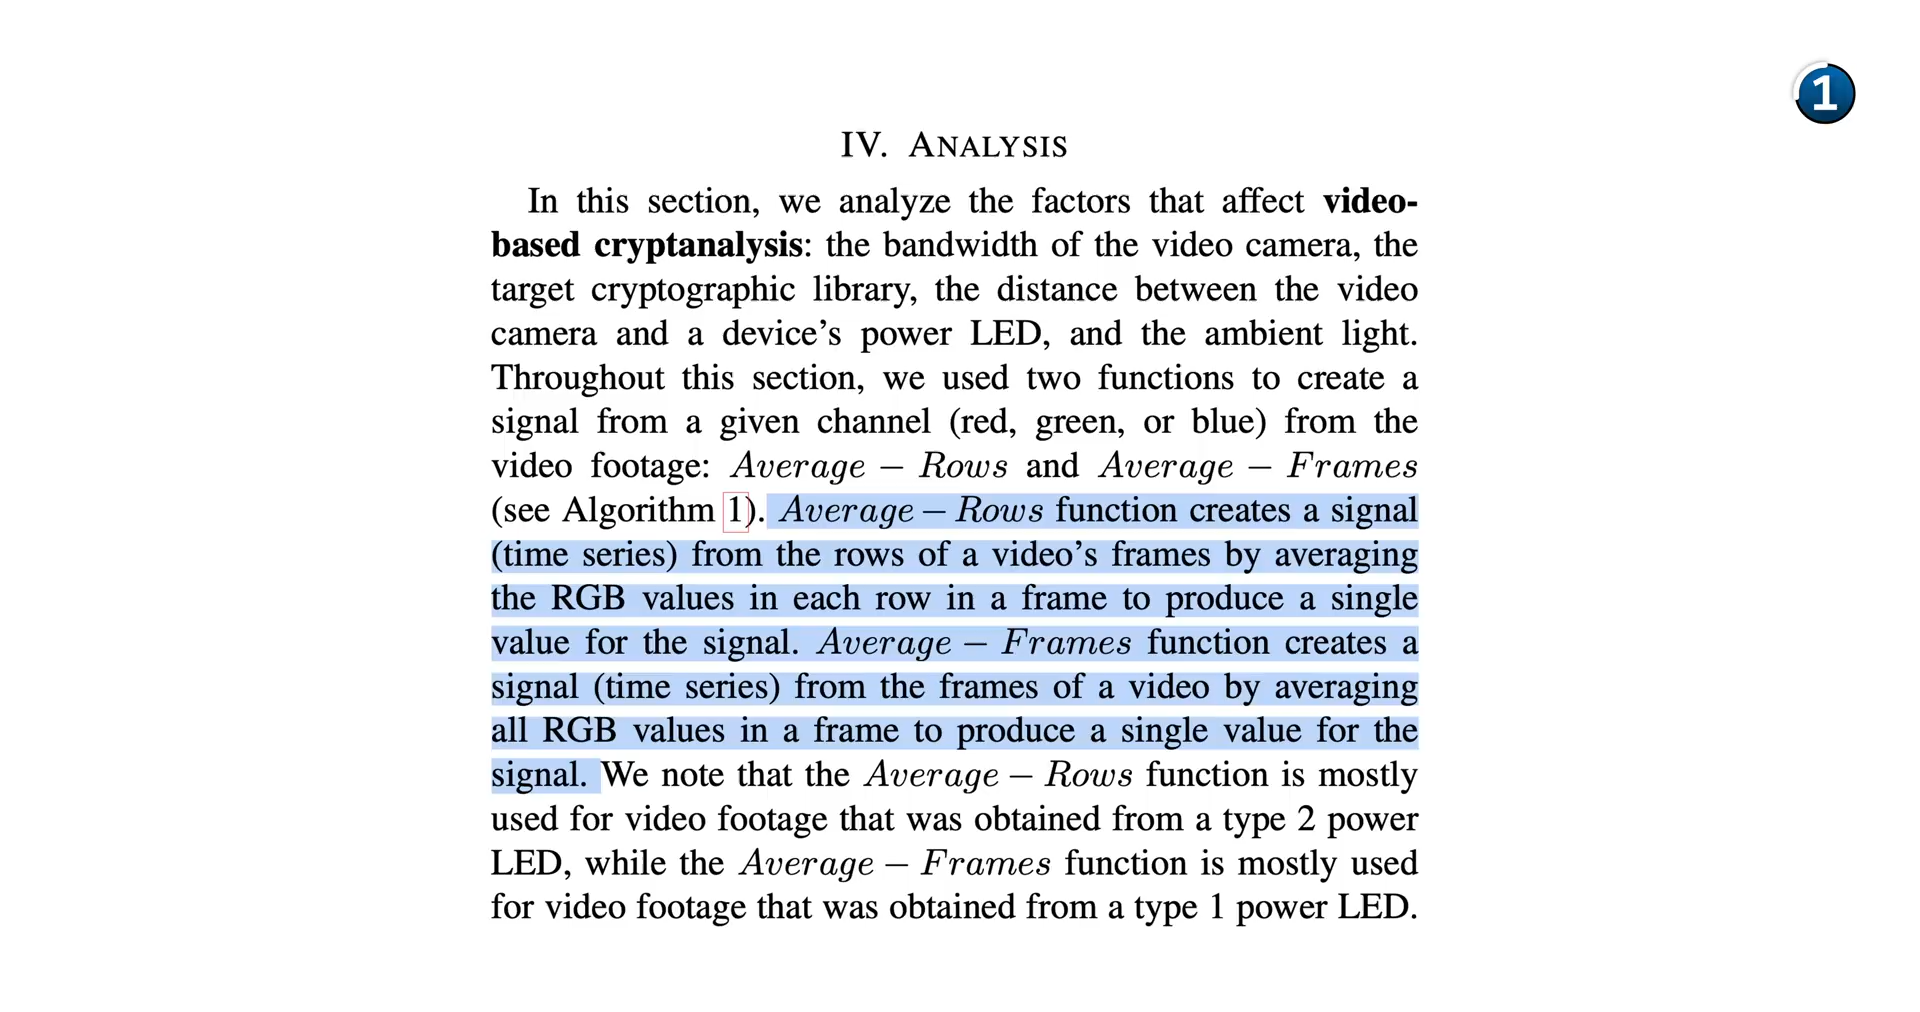 1
IV. ANALYSIS
In this section, we analyze the factors that affect video-
based cryptanalysis: the bandwidth of the video camera, the
target cryptographic library, the distance between the video
camera and a device's power LED, and the ambient light.
Throughout this section, we used two functions to create a
signal from a given channel (red, green, or blue) from the
video footage: Average − Rows and Average − Frames
(see Algorithm 1). Average − Rows function creates a signal
(time series) from the rows of a video's frames by averaging
the RGB values in each row in a frame to produce a single
value for the signal. Average − Frames function creates a
signal (time series) from the frames of a video by averaging
all RGB values in a frame to produce a single value for the
signal. We note that the Average − Rows function is mostly
used for video footage that was obtained from a type 2 power
LED, while the Average − Frames function is mostly used
for video footage that was obtained from a type 1 power LED.